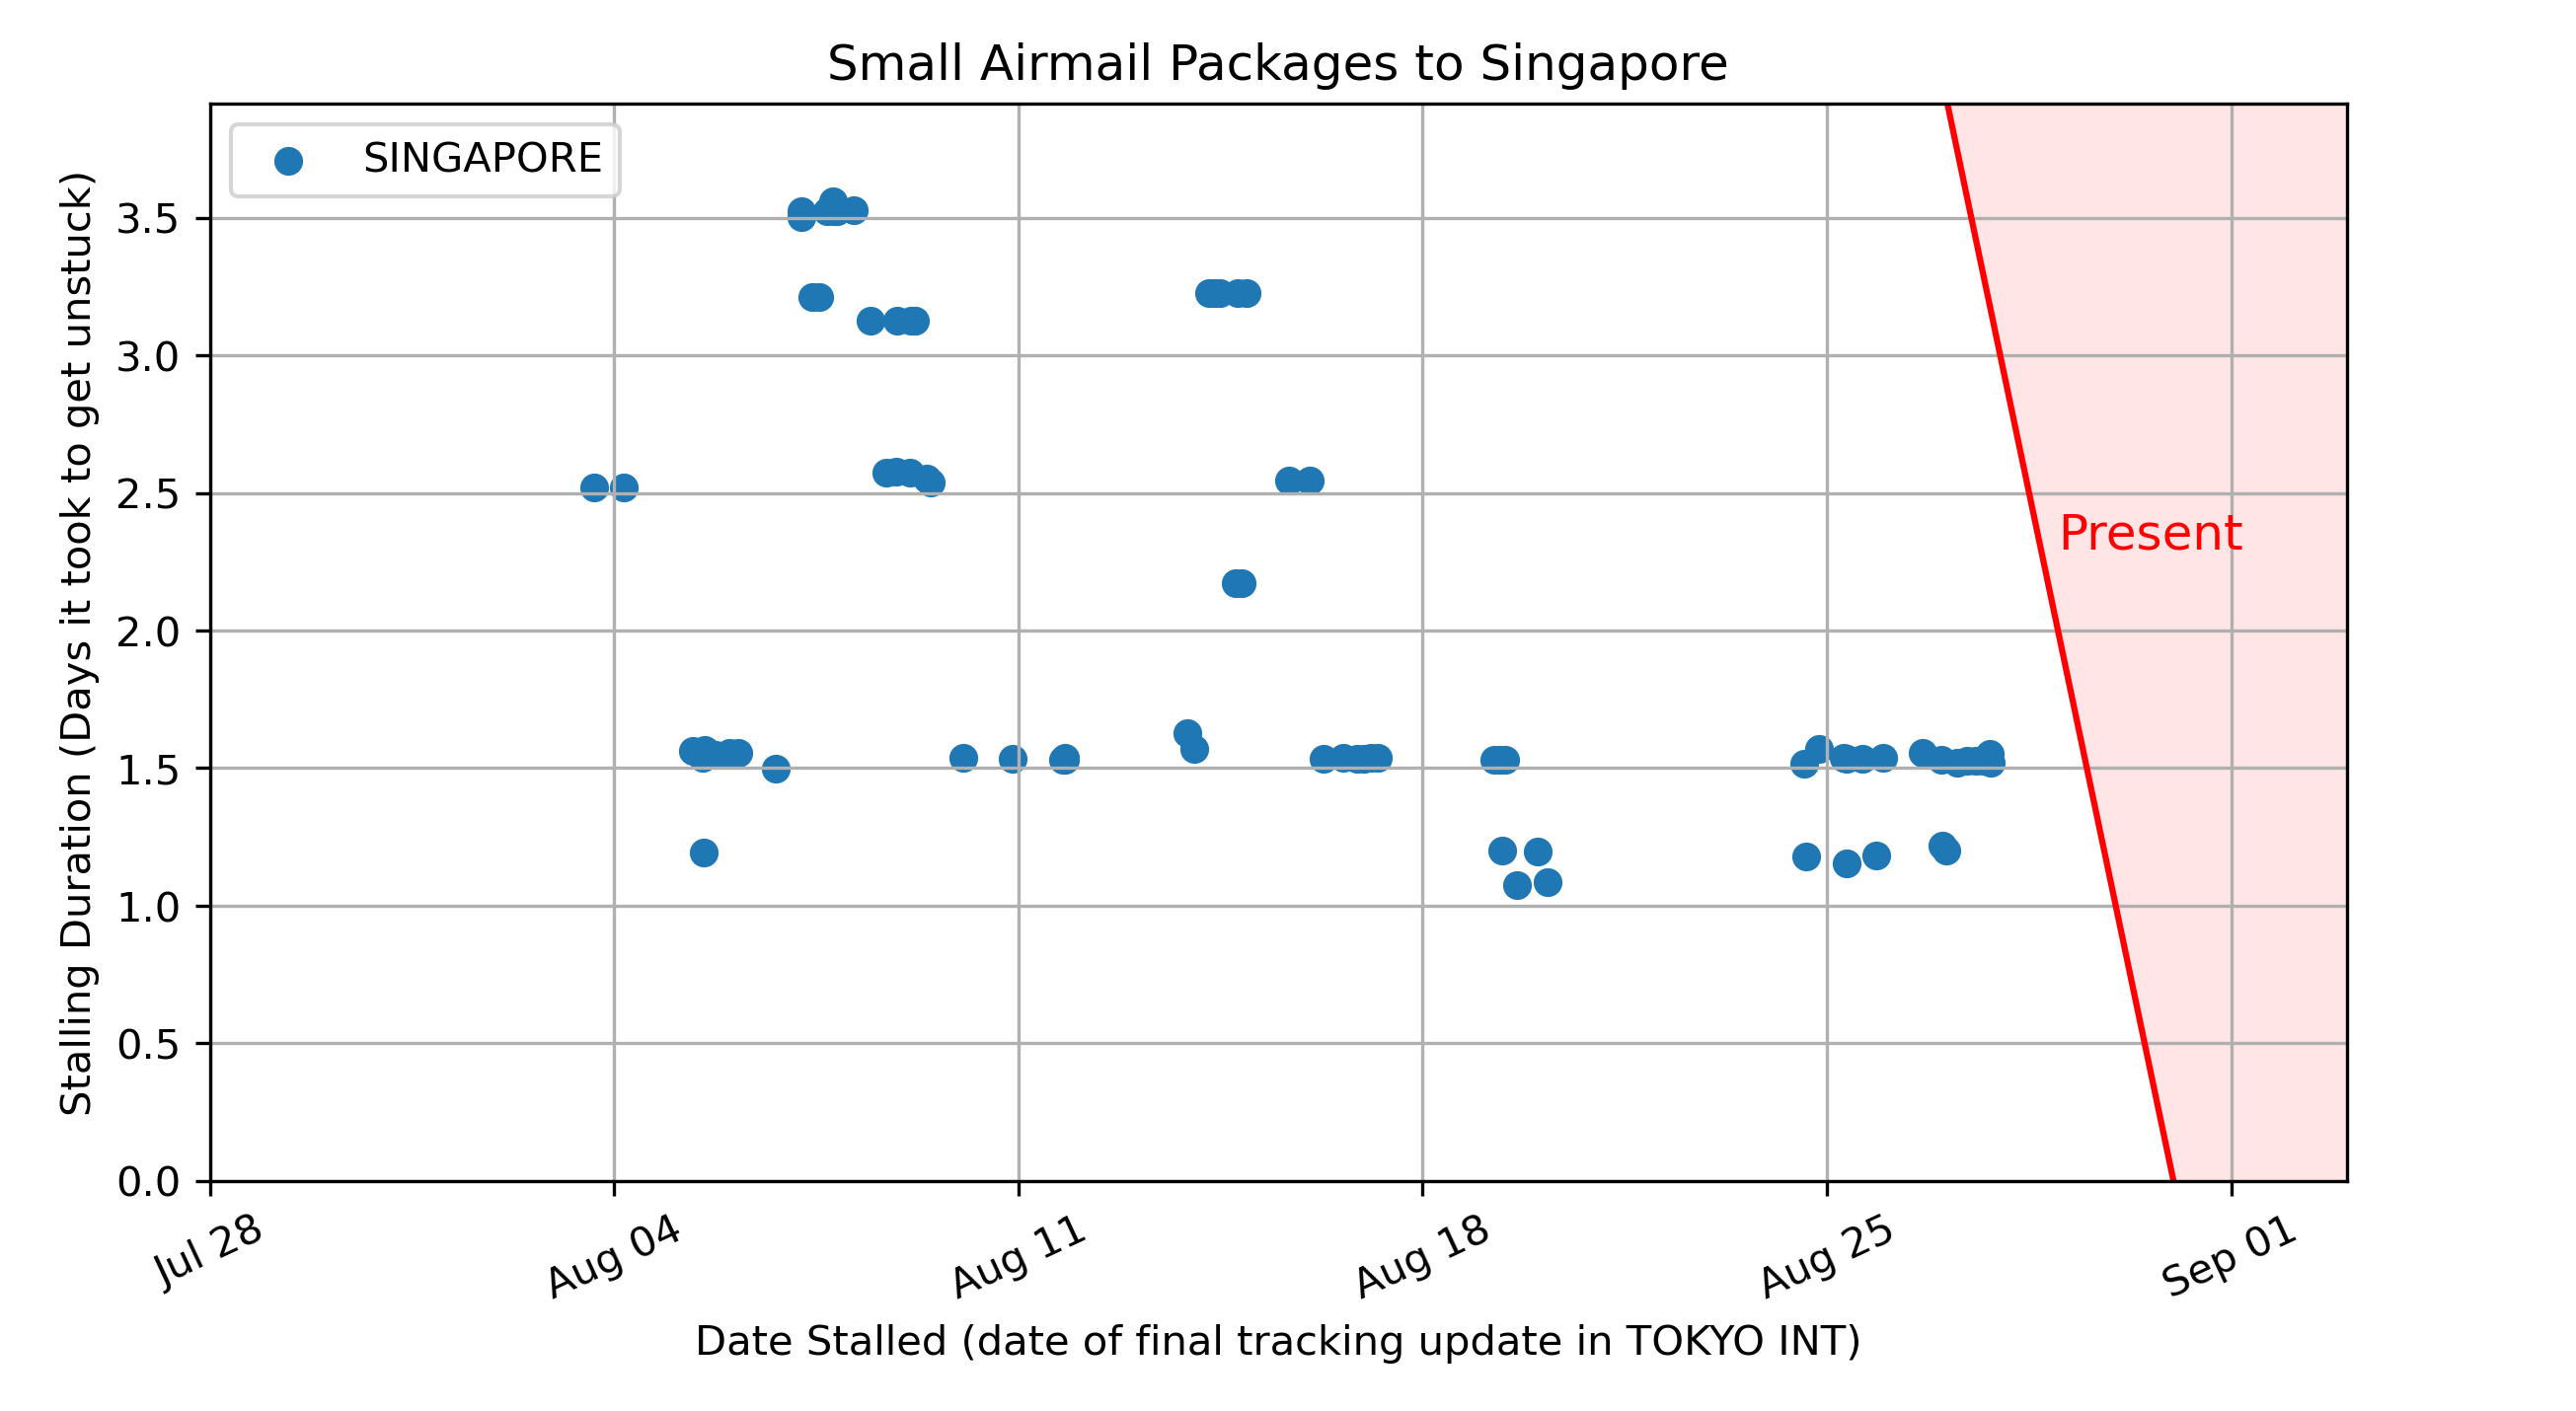 Small Airmail Packages to Singapore
SINGAPORE
Stalling Duration (Days it took to get unstuck)
3.5
3.0
2.5
2.0
1.5
1.0
0.5
0.0
Present
Jul 28
Aug 04
Aug 11
Aug 18
Aug 25
Sep 01
Date Stalled (date of final tracking update in TOKYO INT)